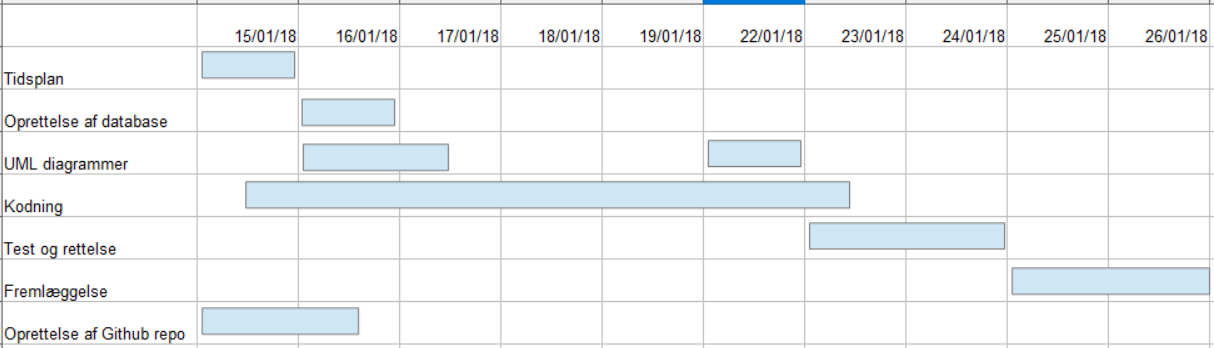 15/01/18 16/01/18 17/01/18 18/01/18 19/01/18 22/01/18 23/01/18 24/01/18 25/01/18 26/01/18
Tidsplan
Oprettelse af database
UML diagrammer
Kodning
Test og rettelse
Fremlæggelse
Oprettelse af Github repo